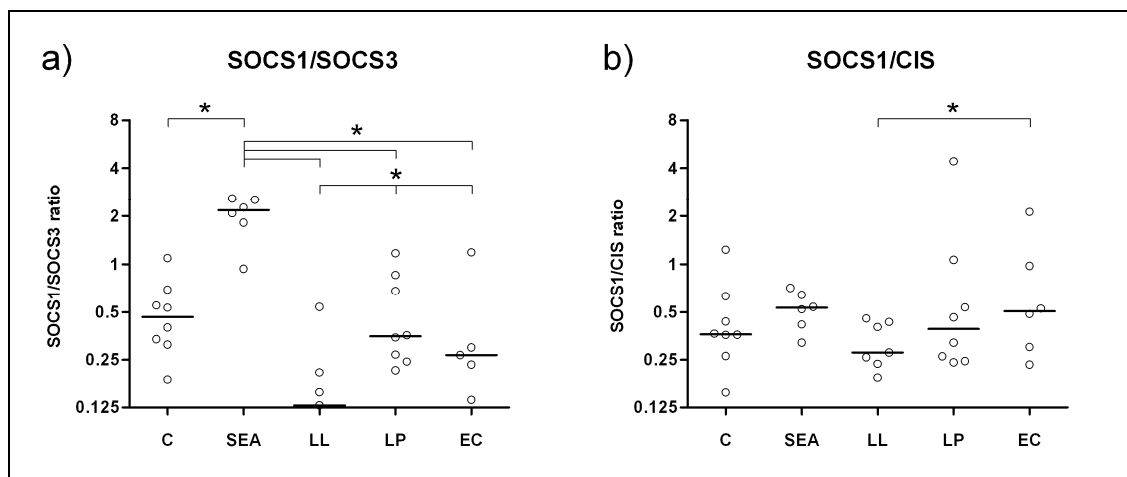 a)
SOCS1/SOCS3
SOCS1/SOCS3 ratio
8
4
2
1
0.5
0.25
0.125
*
*
*
C SEA LL LP EC
b)
SOCS1/CIS
SOCS1/CIS ratio
8
4
2
1
0.5
0.25
0.125
*
C SEA LL LP EC